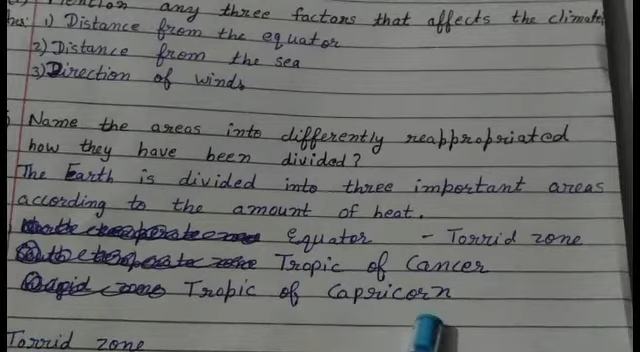 Mention any three factors that affects the climate
Ans: 1) Distance from the equator
2) Distance from the sea
3) Direction of winds
Name the areas into differently reappropriated
how they have been divided?
The Earth is divided into three important areas
according to the amount of heat.
Equator - Torrid zone
Tropic of Cancer
Tropic of Capricorn
Torrid zone